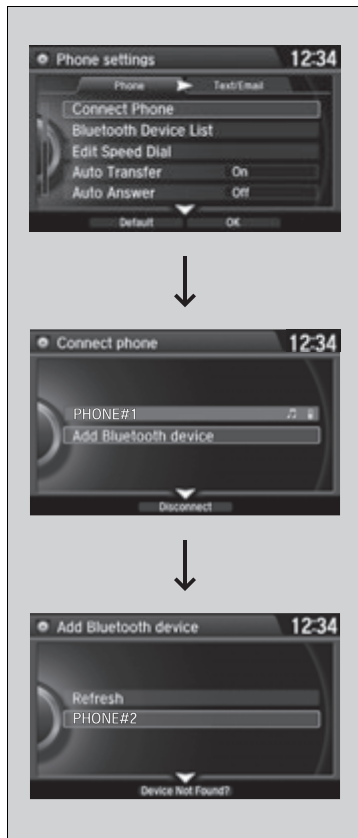 Phone settings 12:34
Phone Text/Email
Connect Phone
Bluetooth Device List
Edit Speed Dial
Auto Transfer On
Auto Answer Off
Default OK
Connect phone 12:34
PHONE#1
Add Bluetooth device
Disconnect
Add Bluetooth device 12:34
Refresh
PHONE#2
Device Not Found?